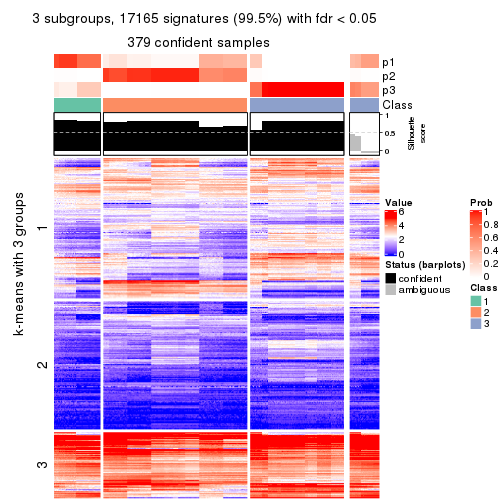 3 subgroups, 17165 signatures (99.5%) with fdr < 0.05
379 confident samples
p1
p2
p3
Class
1
0.5
0
Silhouette
score
k-means with 3 groups
1
2
3
Value
6
4
2
0
Status (barplots)
confident
ambiguous
Prob
1
0.8
0.6
0.4
0.2
0
Class
1
2
3